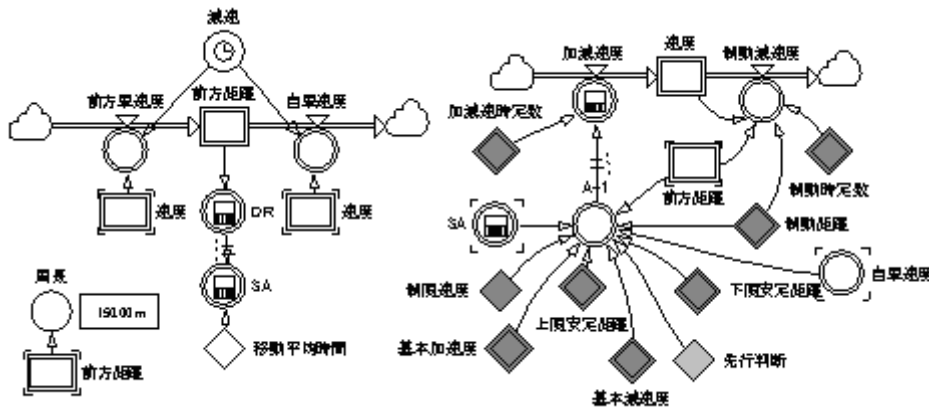 減速
前方車速度
前方距離
自車速度
速度
速度
DR
SA
移動平均時間
周長
150.00 m
前方距離
加減速度
速度
制動減速度
加減速時定数
A-1
前方距離
制動時定数
SA
制動距離
制限速度
上限安定距離
下限安定距離
自車速度
基本加速度
基本減速度
先行判断